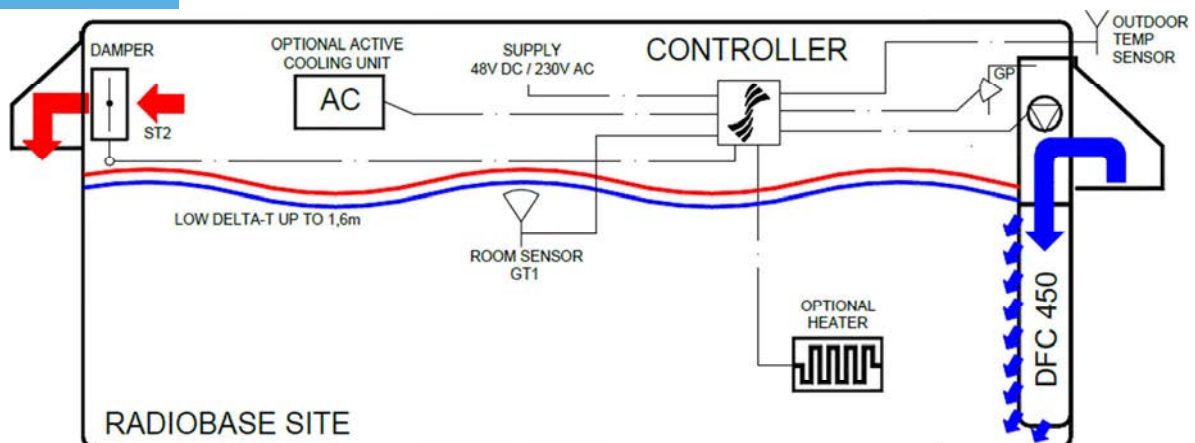 DAMPER
ST2
OPTIONAL ACTIVE
COOLING UNIT
AC
SUPPLY
48V DC / 230V AC
CONTROLLER
OUTDOOR
TEMP
SENSOR
GP
LOW DELTA-T UP TO 1,6m
ROOM SENSOR
GT1
OPTIONAL
HEATER
DFC 450
RADIOBASE SITE